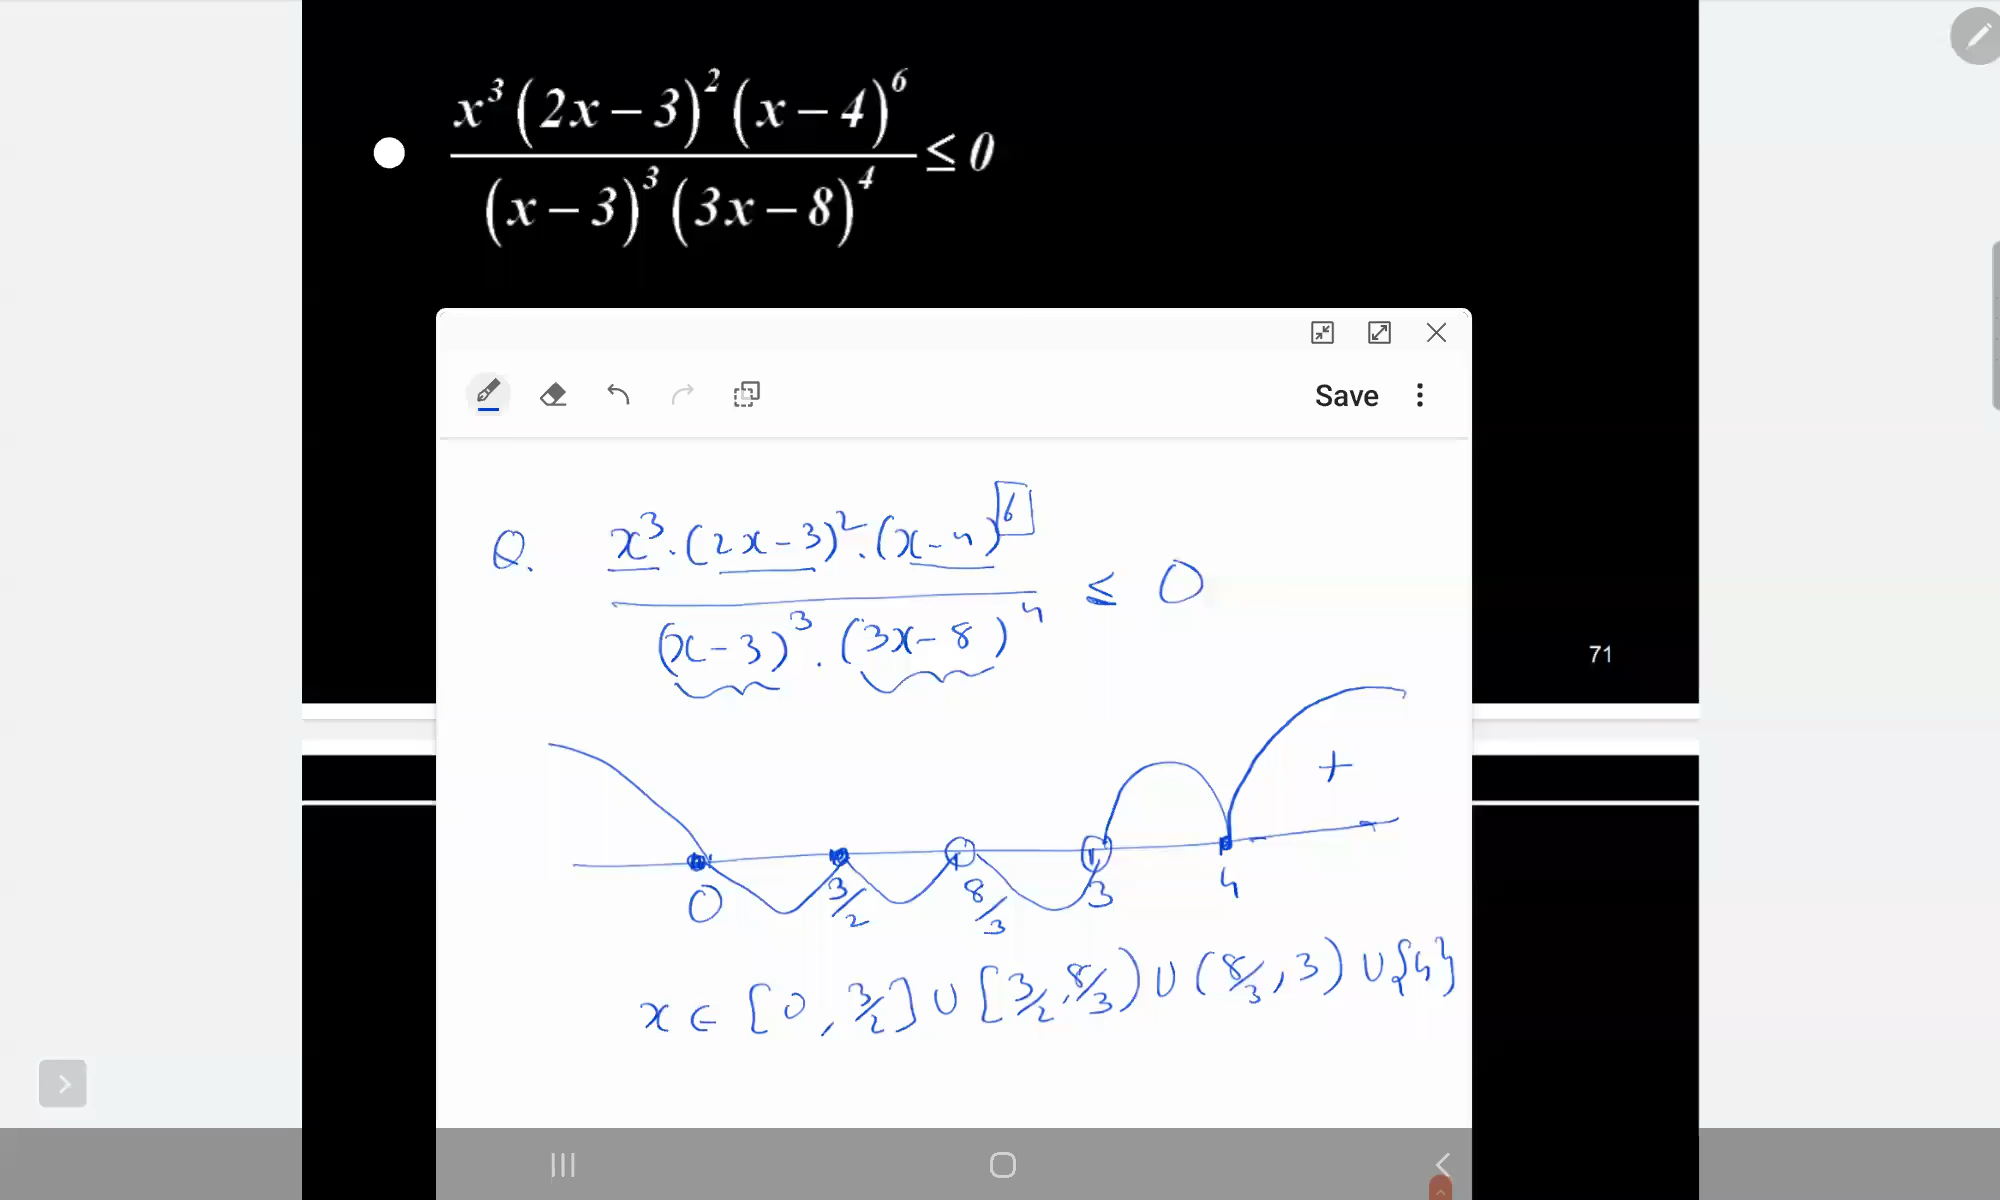 x³(2x−3)²(x−4)⁶ / (x−3)³(3x−8)⁴ ≤ 0
Save
Q. x³.(2x−3)².(x−4)⁶ / (x−3)³.(3x−8)⁴ ≤ 0
71
+
0 3/2 8/3 3 4
x ∈ [0, 3/2] ∪ [3/2, 8/3) ∪ (8/3, 3) ∪ {4}